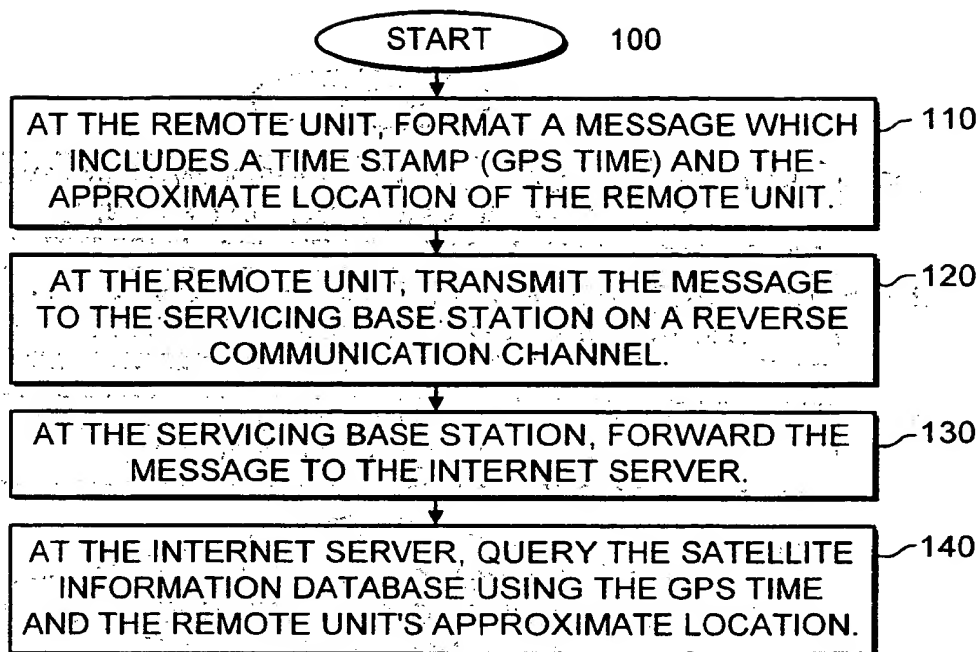 START 100
AT THE REMOTE UNIT, FORMAT A MESSAGE WHICH 110
INCLUDES A TIME STAMP (GPS TIME) AND THE
APPROXIMATE LOCATION OF THE REMOTE UNIT.
AT THE REMOTE UNIT, TRANSMIT THE MESSAGE 120
TO THE SERVICING BASE STATION ON A REVERSE
COMMUNICATION CHANNEL.
AT THE SERVICING BASE STATION, FORWARD THE 130
MESSAGE TO THE INTERNET SERVER.
AT THE INTERNET SERVER, QUERY THE SATELLITE 140
INFORMATION DATABASE USING THE GPS TIME
AND THE REMOTE UNIT'S APPROXIMATE LOCATION.